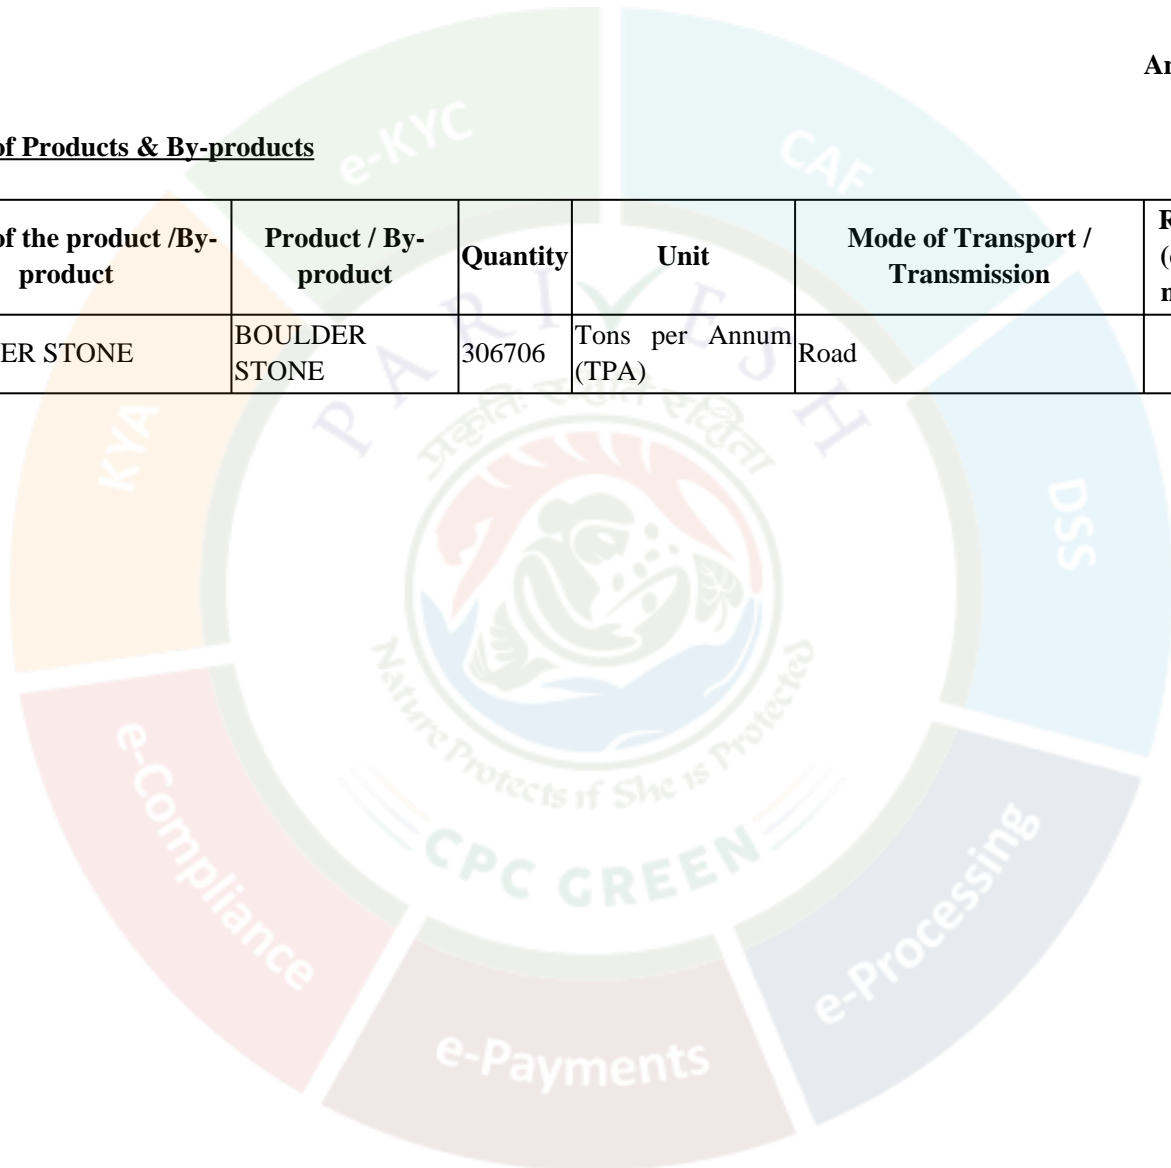 of Products & By-products
of the product /By-
product
Product / By-
product
Quantity
Unit
Mode of Transport /
Transmission
ER STONE
BOULDER
STONE
306706
Tons per Annum
(TPA)
Road
e-KYC
CAF
KYA
DSS
PARIVESH
Nature Protects if She is Protected
CPC GREEN
e-Compliance
e-Processing
e-Payments